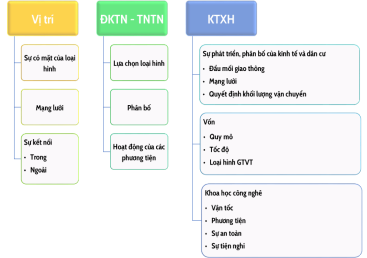 Vị trí
Sự có mặt của loại
hình
Mạng lưới
Sự kết nối
• Trong
• Ngoài
ĐKTN - TNTN
Lựa chọn loại hình
Phân bố
Hoạt động của các
phương tiện
KTXH
Sự phát triển, phân bố của kinh tế và dân cư
• Đầu mối giao thông
• Mạng lưới
• Quyết định khối lượng vận chuyển
Vốn
• Quy mô
• Tốc độ
• Loại hình GTVT
Khoa học công nghê
• Vận tốc
• Phương tiện
• Sự an toàn
• Sự tiện nghi